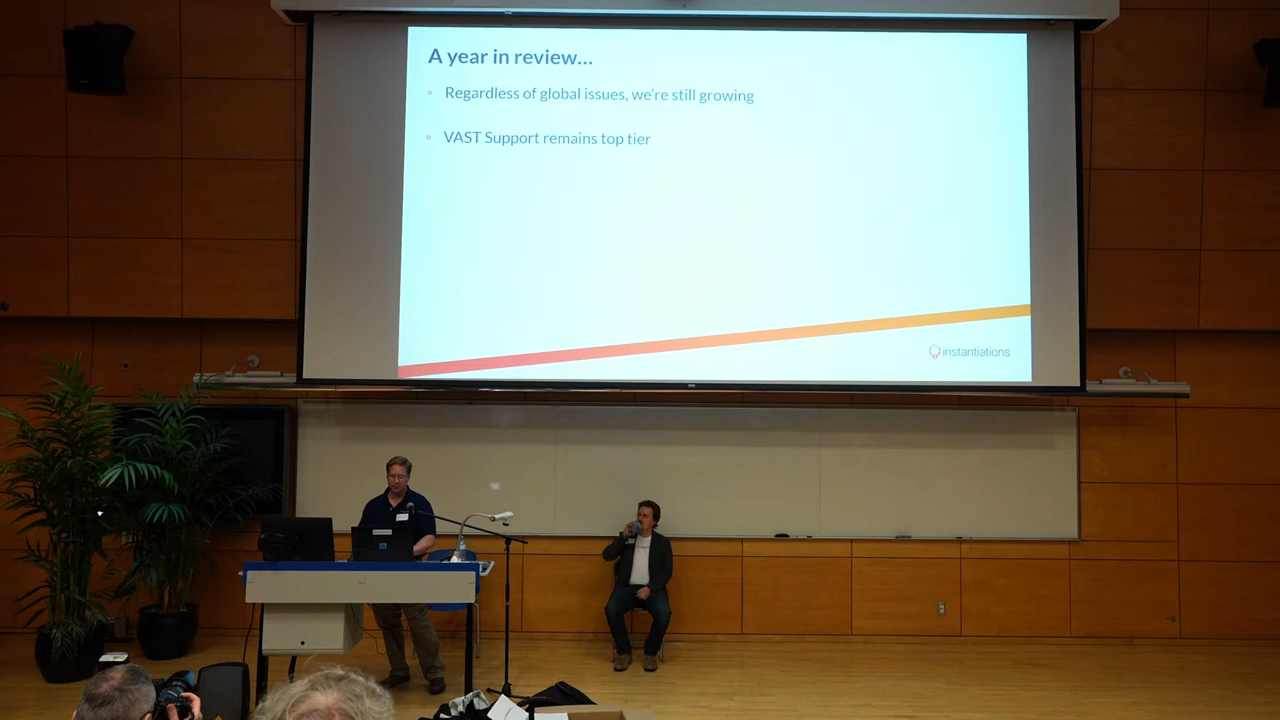 A year in review...
Regardless of global issues, we're still growing
VAST Support remains top tier
instantiations